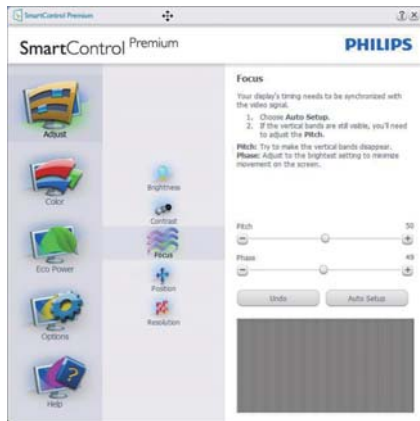 SmartControl Premium
SmartControl Premium
PHILIPS
Adjust
Color
Eco Power
Options
Help
Brightness
Contrast
Focus
Position
Resolution
Focus
Your display's timing needs to be synchronized with
the video signal.
1. Choose Auto Setup.
2. If the vertical bands are still visible, you'll need
to adjust the Pitch.
Pitch: Try to make the vertical bands disappear.
Phase: Adjust to the brightest setting to minimize
movement on the screen.
Pitch 50
Phase 49
Undo Auto Setup